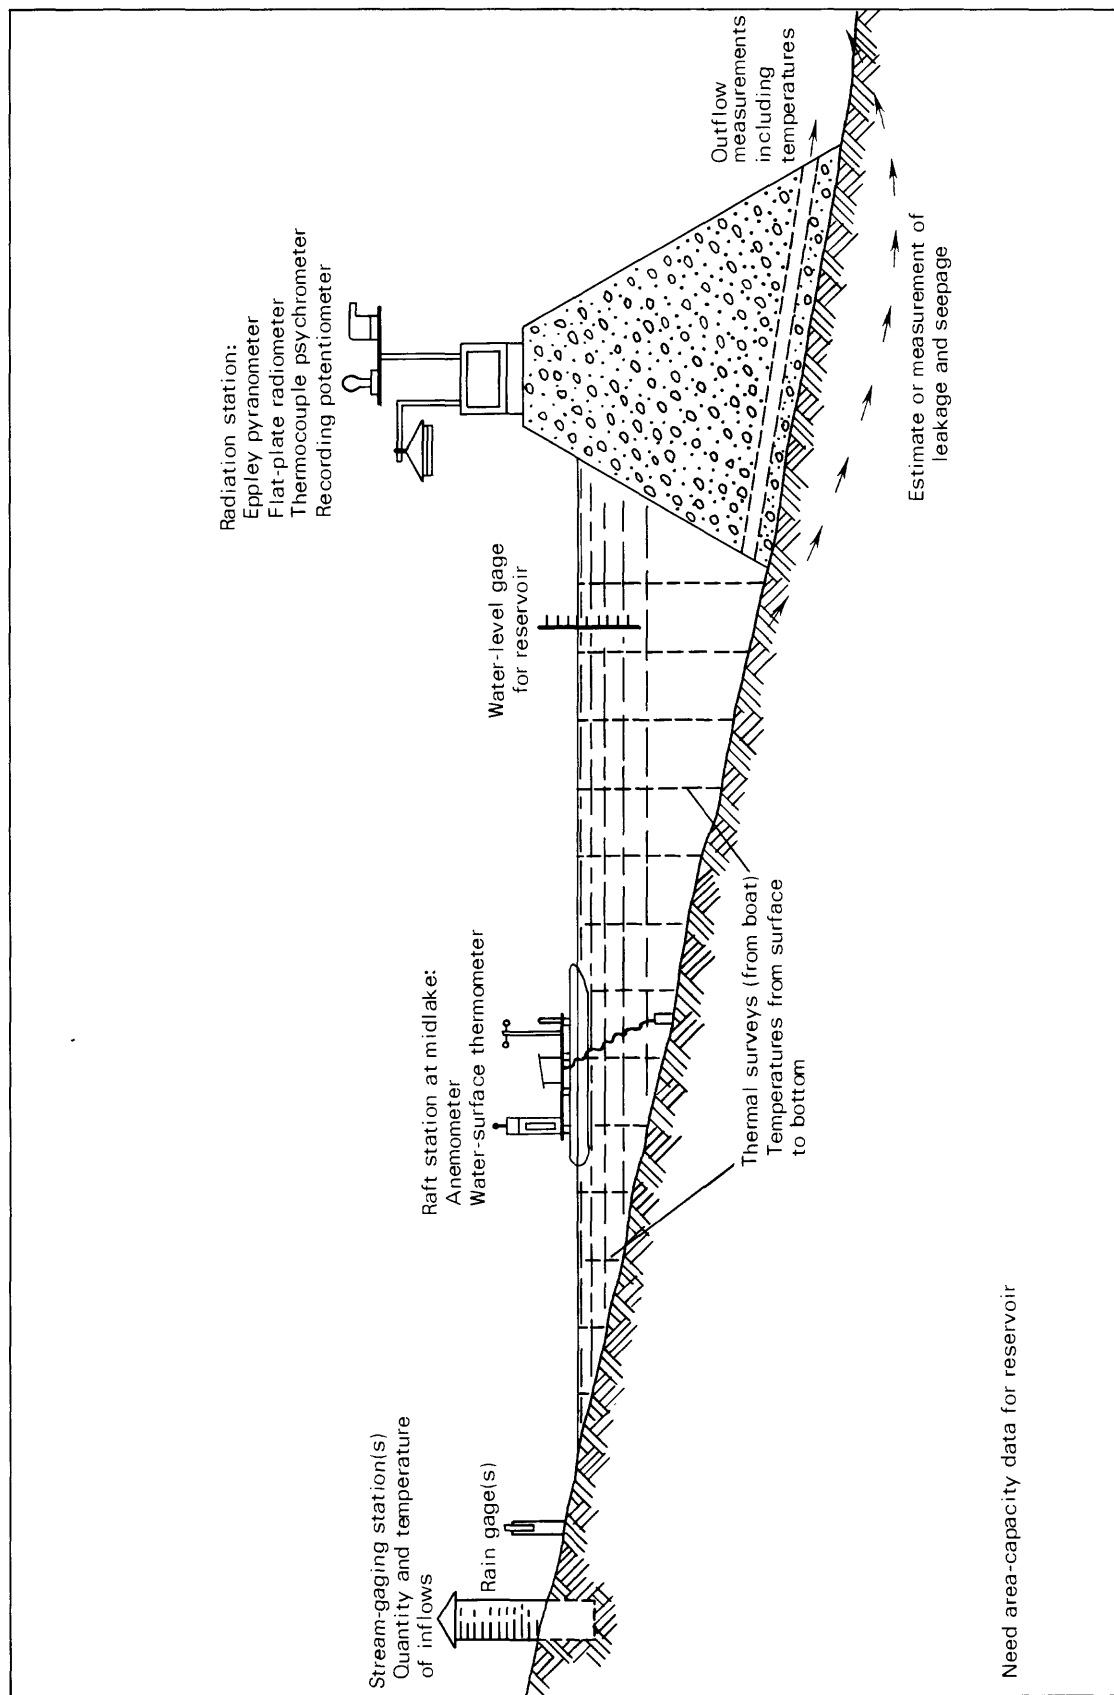 Stream-gaging station(s)
Quantity and temperature
of inflows
Rain gage(s)
Raft station at midlake:
Anemometer
Water-surface thermometer
Water-level gage
for reservoir
Radiation station:
Eppley pyranometer
Flat-plate radiometer
Thermocouple psychrometer
Recording potentiometer
Outflow
measurements
including
temperatures
Thermal surveys (from boat)
Temperatures from surface
to bottom
Estimate or measurement of
leakage and seepage
Need area-capacity data for reservoir